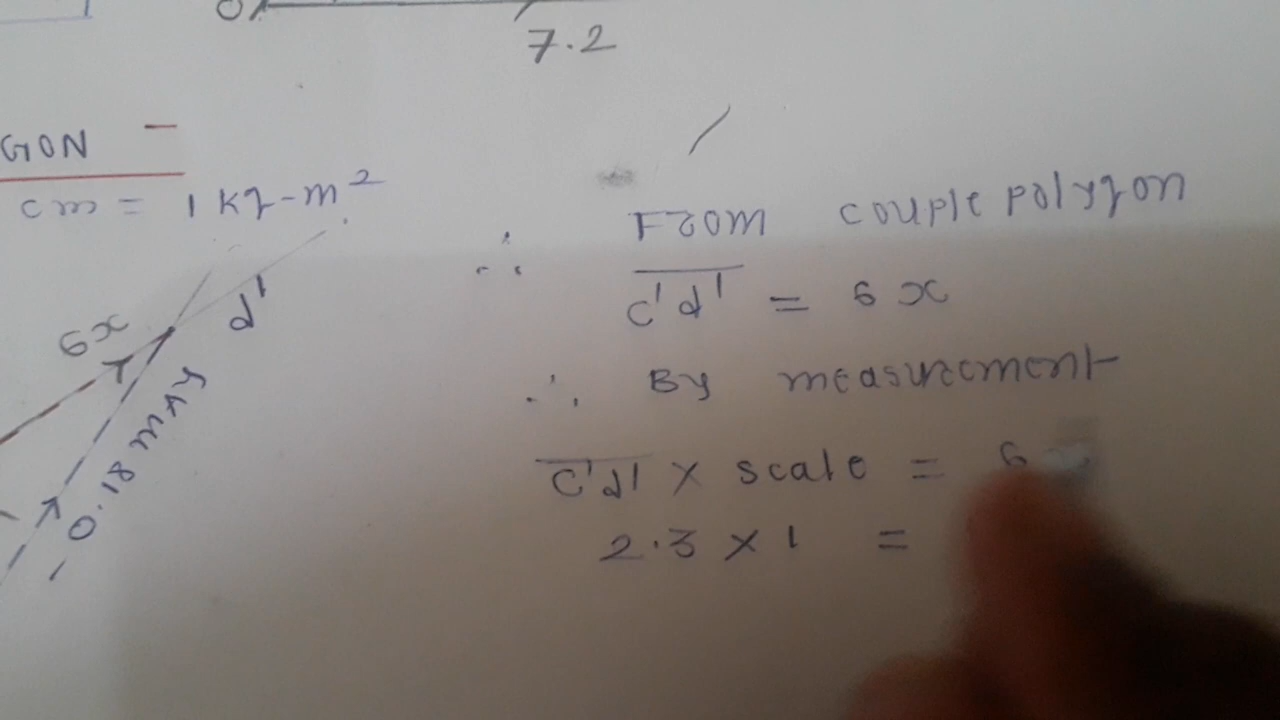 7.2
GON
cm = 1 kg-m²
∴ From couple polygon
c'd' = 6x
∴ By measurement
c'd' × scale = 6
2.3 × 1 =
6x
d'
0.18 mAy